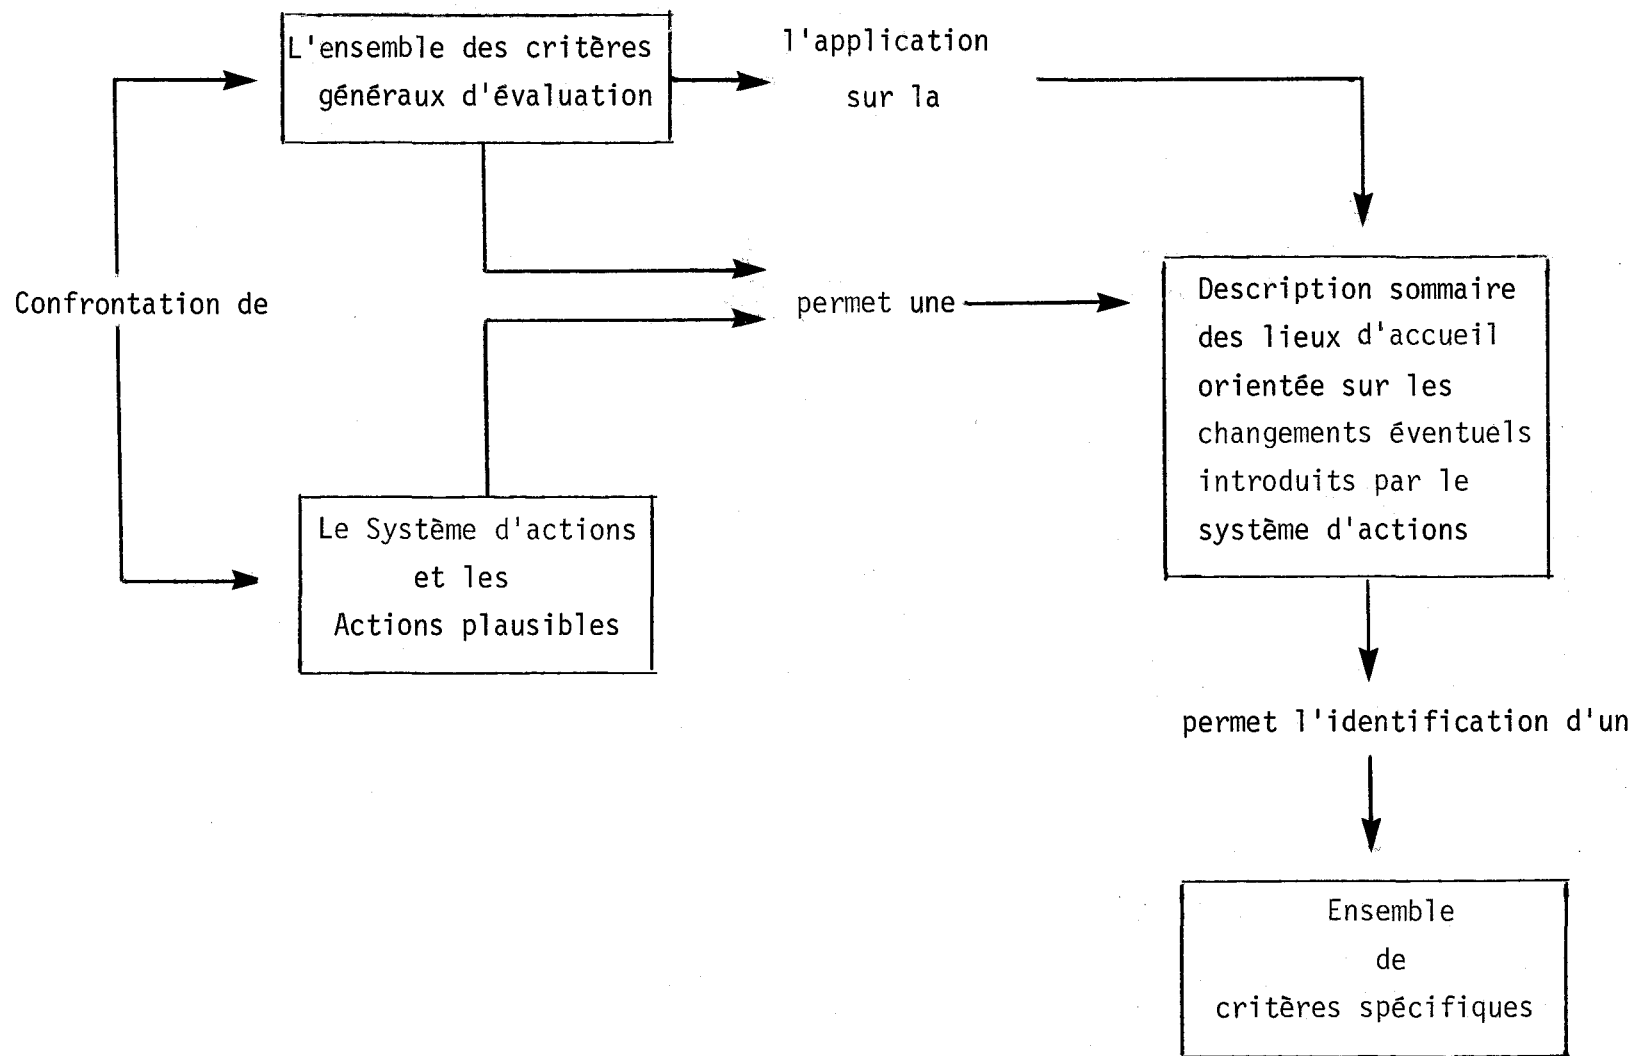 L'ensemble des critères
généraux d'évaluation
l'application
sur la
Confrontation de
permet une
Description sommaire
des lieux d'accueil
orientée sur les
changements éventuels
introduits par le
système d'actions
Le Système d'actions
et les
Actions plausibles
permet l'identification d'un
Ensemble
de
critères spécifiques